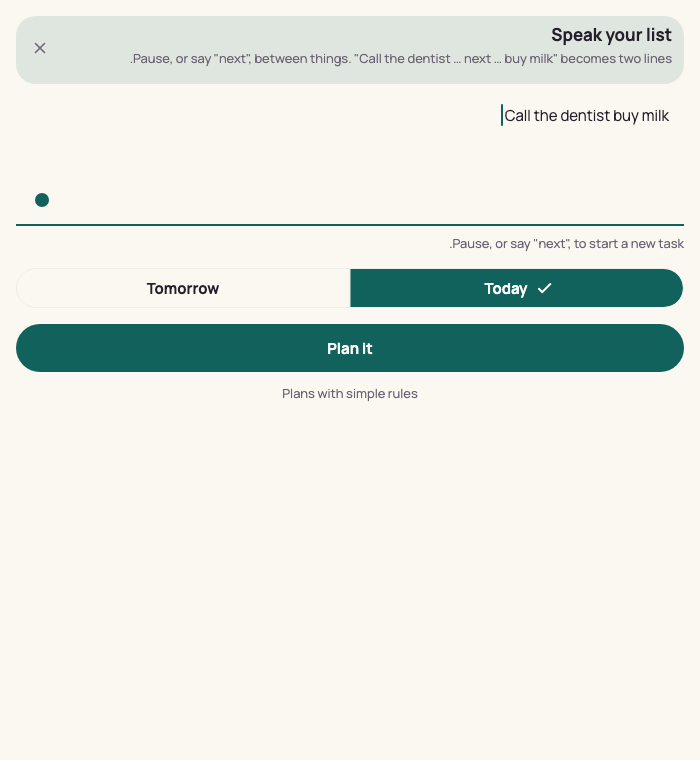 Speak your list
.Pause, or say "next", between things. "Call the dentist … next … buy milk" becomes two lines
Call the dentist buy milk
.Pause, or say "next", to start a new task
Today
Tomorrow
Plan it
Plans with simple rules